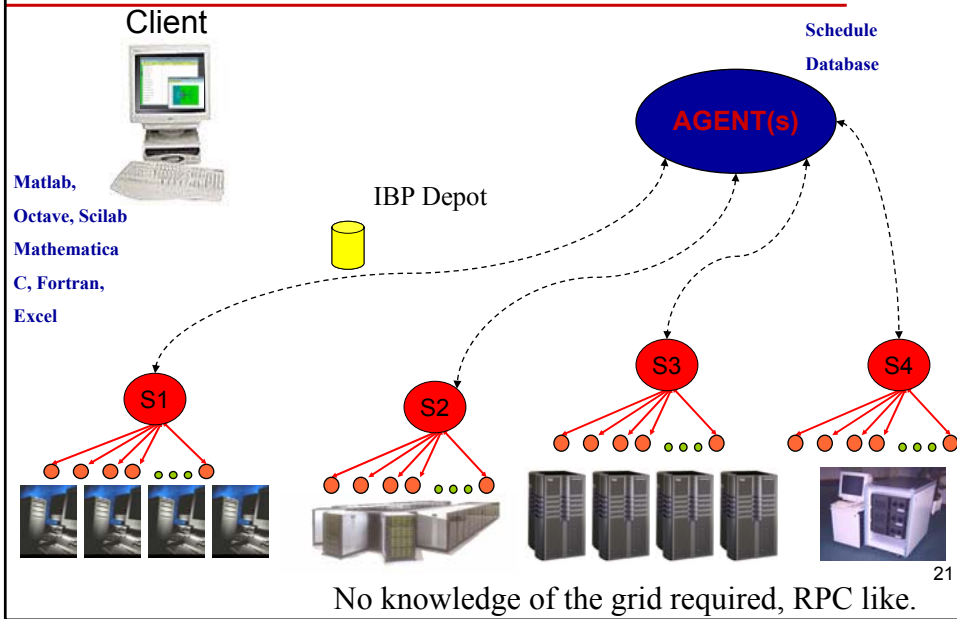 Client
Schedule
Database
AGENT(s)
Matlab,
Octave, Scilab
Mathematica
C, Fortran,
Excel
IBP Depot
S1
S2
S3
S4
21
No knowledge of the grid required, RPC like.